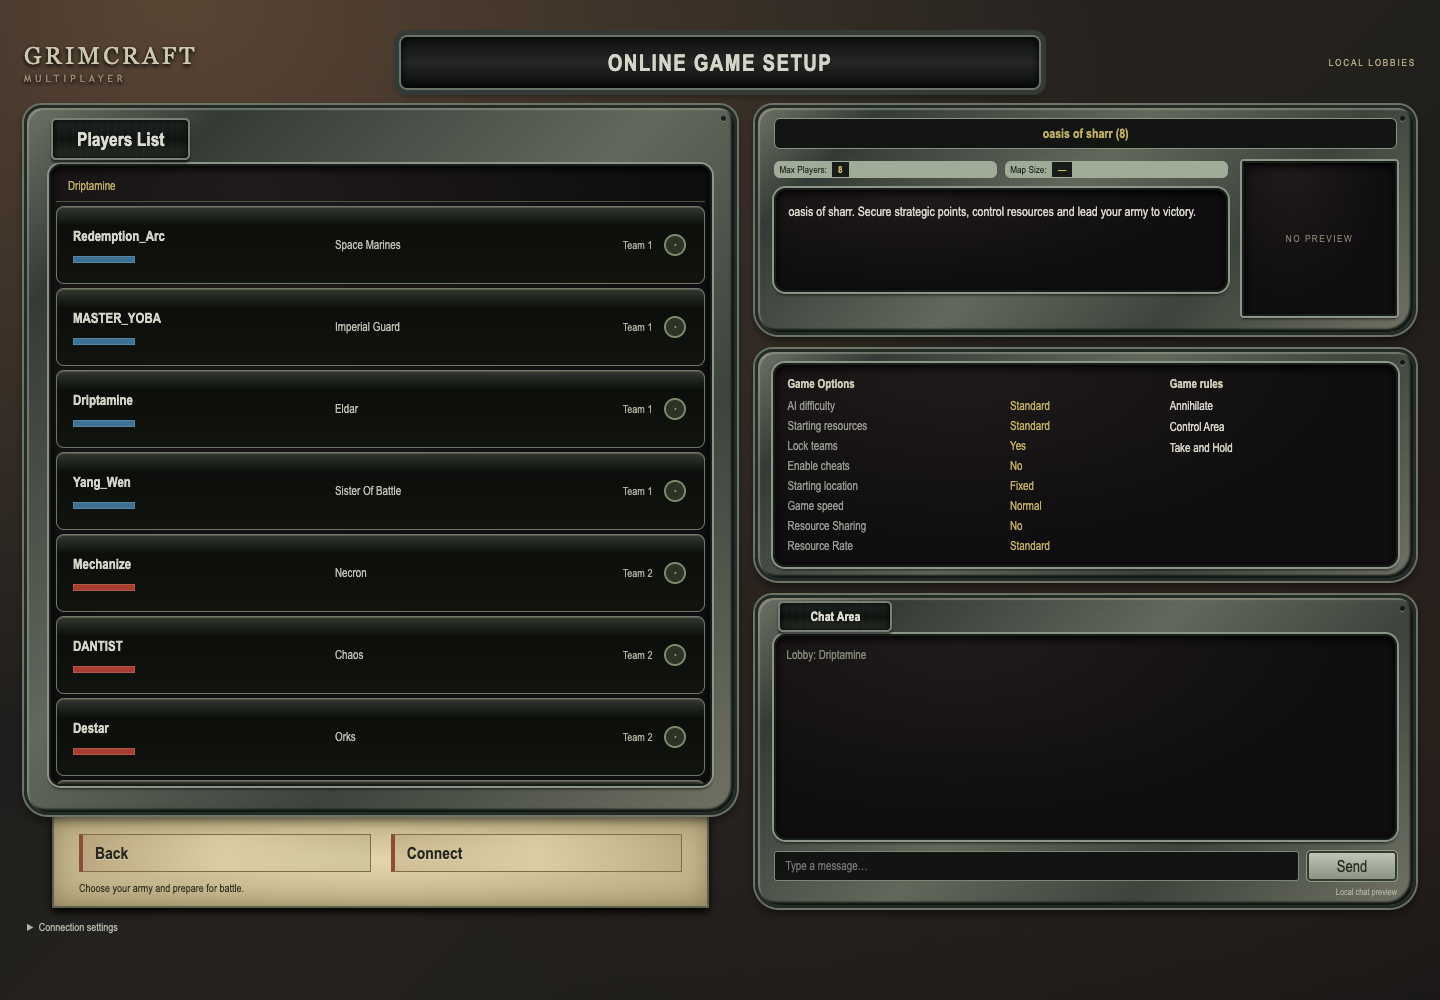 GRIMCRAFT
MULTIPLAYER
ONLINE GAME SETUP
LOCAL LOBBIES
Players List
Driptamine
Redemption_Arc
Space Marines
Team 1
MASTER_YOBA
Imperial Guard
Team 1
Driptamine
Eldar
Team 1
Yang_Wen
Sister Of Battle
Team 1
Mechanize
Necron
Team 2
DANTIST
Chaos
Team 2
Destar
Orks
Team 2
Back
Connect
Choose your army and prepare for battle.
Connection settings
oasis of sharr (8)
Max Players: 8
Map Size: —
oasis of sharr. Secure strategic points, control resources and lead your army to victory.
NO PREVIEW
Game Options
AI difficulty Standard
Starting resources Standard
Lock teams Yes
Enable cheats No
Starting location Fixed
Game speed Normal
Resource Sharing No
Resource Rate Standard
Game rules
Annihilate
Control Area
Take and Hold
Chat Area
Lobby: Driptamine
Type a message...
Send
Local chat preview